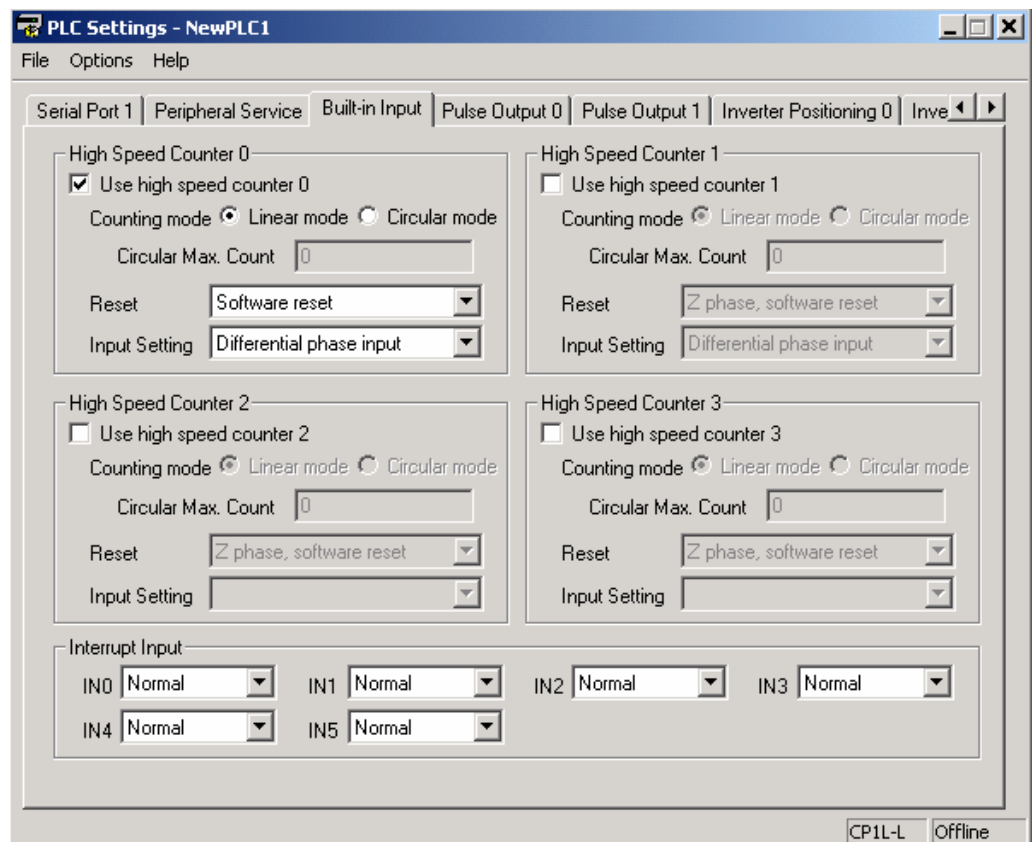 PLC Settings - NewPLC1
File Options Help
Serial Port 1 Peripheral Service Built-in Input Pulse Output 0 Pulse Output 1 Inverter Positioning 0 Inve
High Speed Counter 0
Use high speed counter 0
Counting mode Linear mode Circular mode
Circular Max. Count 0
Reset Software reset
Input Setting Differential phase input
High Speed Counter 1
Use high speed counter 1
Counting mode Linear mode Circular mode
Circular Max. Count 0
Reset Z phase, software reset
Input Setting Differential phase input
High Speed Counter 2
Use high speed counter 2
Counting mode Linear mode Circular mode
Circular Max. Count 0
Reset Z phase, software reset
Input Setting
High Speed Counter 3
Use high speed counter 3
Counting mode Linear mode Circular mode
Circular Max. Count 0
Reset Z phase, software reset
Input Setting
Interrupt Input
IN0 Normal IN1 Normal IN2 Normal IN3 Normal
IN4 Normal IN5 Normal
CP1L-L Offline